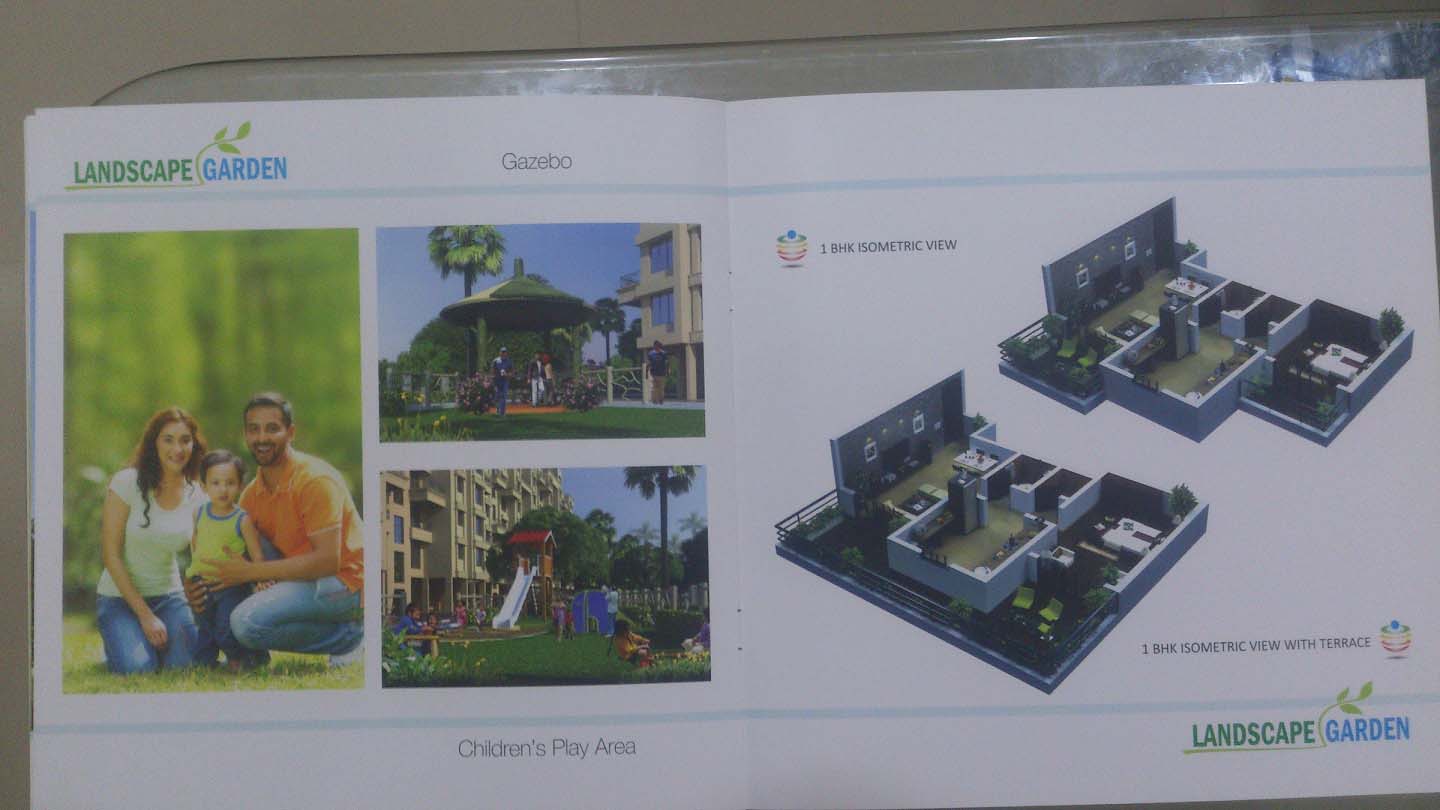 LANDSCAPE GARDEN
Gazebo
Children's Play Area
1 BHK ISOMETRIC VIEW
1 BHK ISOMETRIC VIEW WITH TERRACE
LANDSCAPE GARDEN